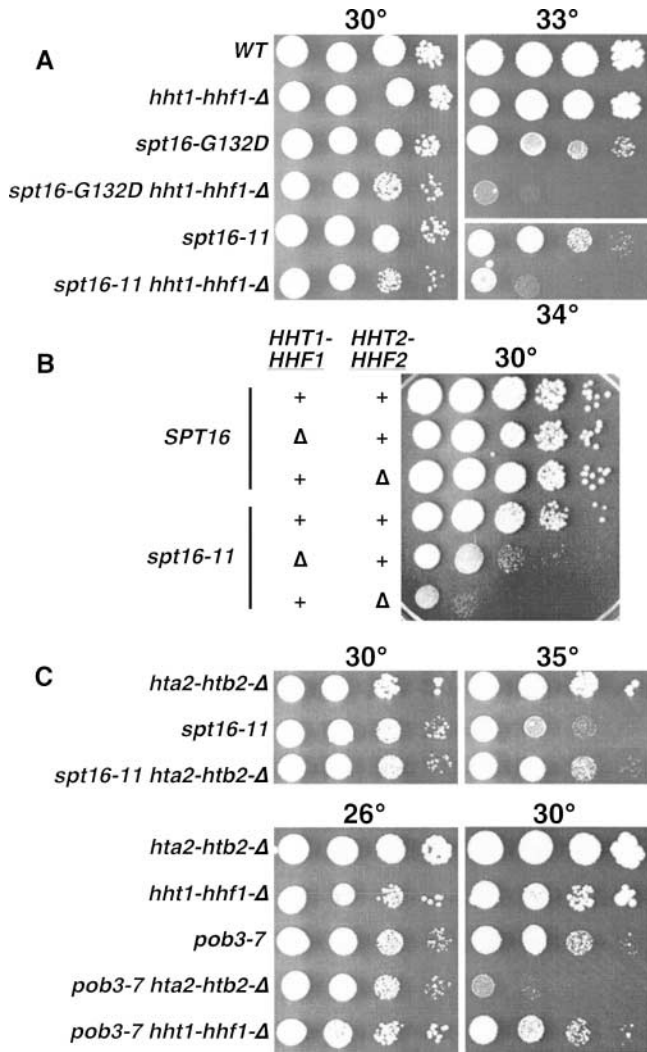 A
30°
33°
WT
hht1-hhf1-Δ
spt16-G132D
spt16-G132D hht1-hhf1-Δ
spt16-11
spt16-11 hht1-hhf1-Δ
34°
B
HHT1-
HHF1
HHT2-
HHF2
30°
SPT16
+ +
Δ +
+ Δ
spt16-11
+ +
Δ +
+ Δ
C
30°
35°
hta2-htb2-Δ
spt16-11
spt16-11 hta2-htb2-Δ
26°
30°
hta2-htb2-Δ
hht1-hhf1-Δ
pob3-7
pob3-7 hta2-htb2-Δ
pob3-7 hht1-hhf1-Δ